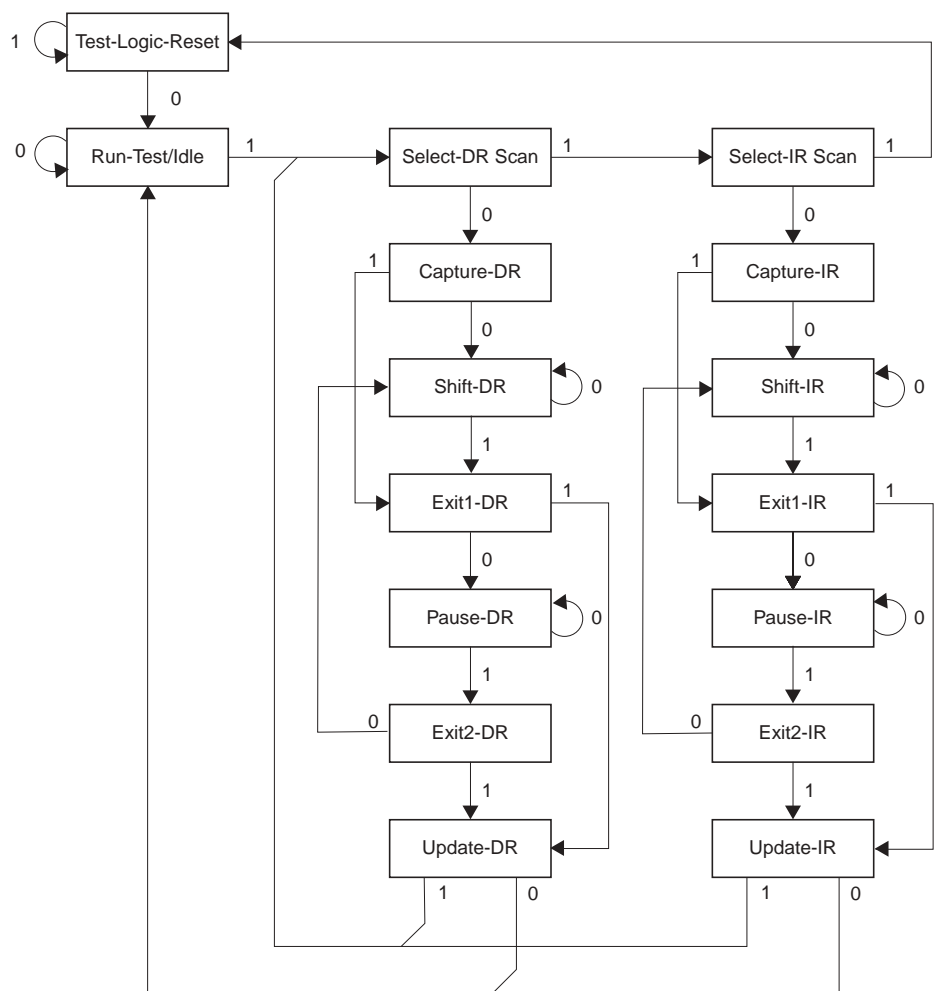 1 Test-Logic-Reset
0
0 Run-Test/Idle 1 Select-DR Scan 1 Select-IR Scan 1
0 0
1 Capture-DR 1 Capture-IR
0 0
Shift-DR 0 Shift-IR 0
1 1
Exit1-DR 1 Exit1-IR 1
0 0
Pause-DR 0 Pause-IR 0
1 1
0 Exit2-DR 0 Exit2-IR
1 1
Update-DR Update-IR
1 0 1 0